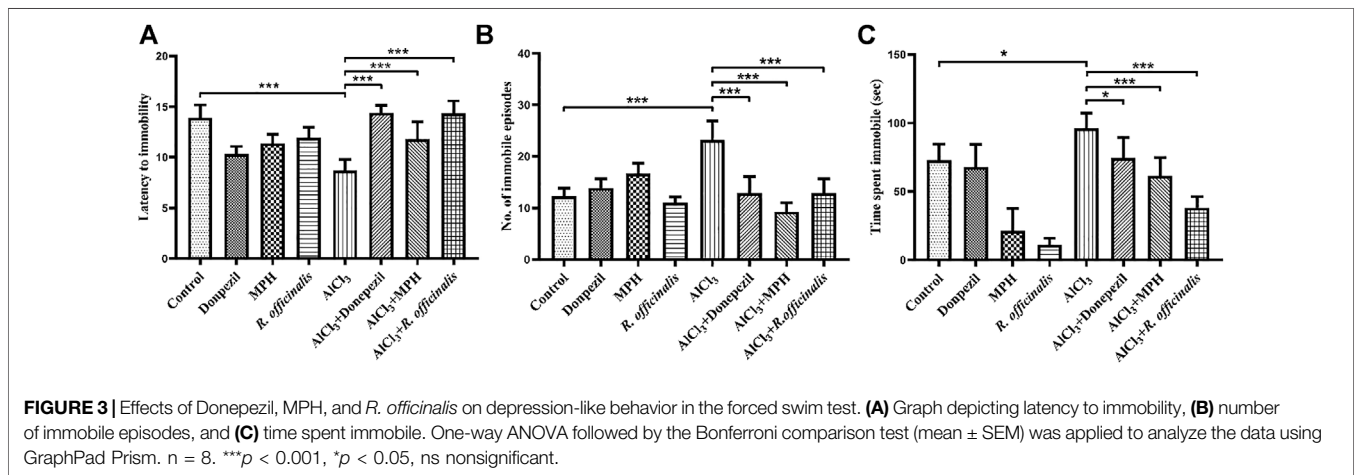 A
Latency to immobility
20
15
10
5
0
***
***
***
***
Control
Donpezil
MPH
R. officinalis
AlCl₃
AlCl₃+Donepezil
AlCl₃+MPH
AlCl₃+R. officinalis
B
No. of immobile episodes
40
30
20
10
0
***
***
***
***
Control
Donpezil
MPH
R. officinalis
AlCl₃
AlCl₃+Donepezil
AlCl₃+MPH
AlCl₃+R.officinalis
C
Time spent immobile (sec)
150
100
50
0
*
***
***
*
Control
Donpezil
MPH
R. officinalis
AlCl₃
AlCl₃+Donepezil
AlCl₃+MPH
AlCl₃+R. officinalis
FIGURE 3 | Effects of Donepezil, MPH, and R. officinalis on depression-like behavior in the forced swim test. (A) Graph depicting latency to immobility, (B) number
of immobile episodes, and (C) time spent immobile. One-way ANOVA followed by the Bonferroni comparison test (mean ± SEM) was applied to analyze the data using
GraphPad Prism. n = 8. ***p < 0.001, *p < 0.05, ns nonsignificant.